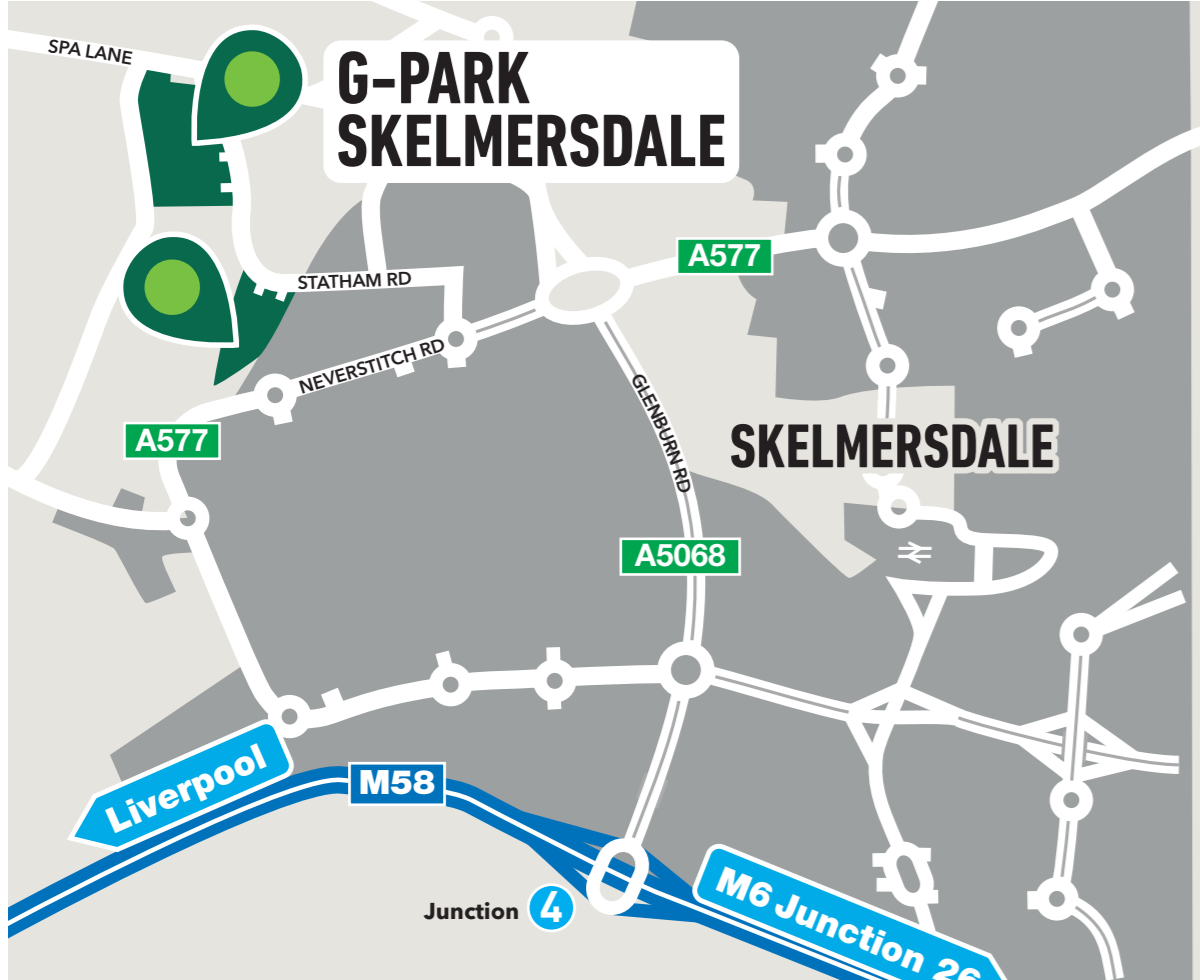 SPA LANE
G-PARK
SKELMERSDALE
A577
STATHAM RD
NEVERSTITCH RD
GLENBURN RD
A577
SKELMERSDALE
A5068
Liverpool
M58
Junction 4
M6 Junction 26